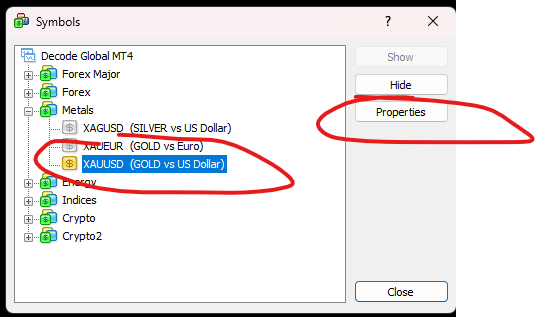 Symbols
Decode Global MT4
Forex Major
Forex
Metals
XAGUSD (SILVER vs US Dollar)
XAUEUR (GOLD vs Euro)
XAUUSD (GOLD vs US Dollar)
Energy
Indices
Crypto
Crypto2
Show
Hide
Properties
Close